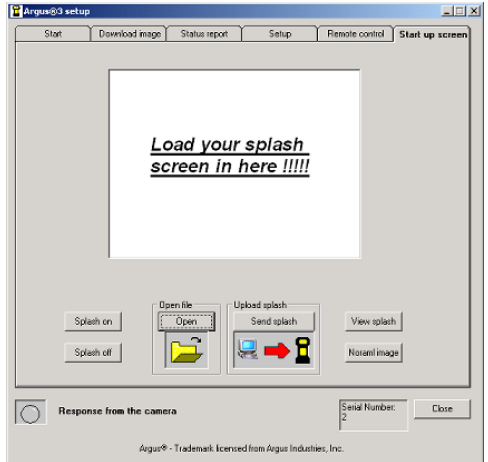 Argus®3 setup
Start
Download image
Status report
Setup
Remote control
Start up screen
Load your splash
screen in here !!!!!
Open file
Upload splash
Splash on
Open
Send splash
View splash
Splash off
Noraml image
Response from the camera
Serial Number:
2
Close
Argus® - Trademark licensed from Argus Industries, Inc.